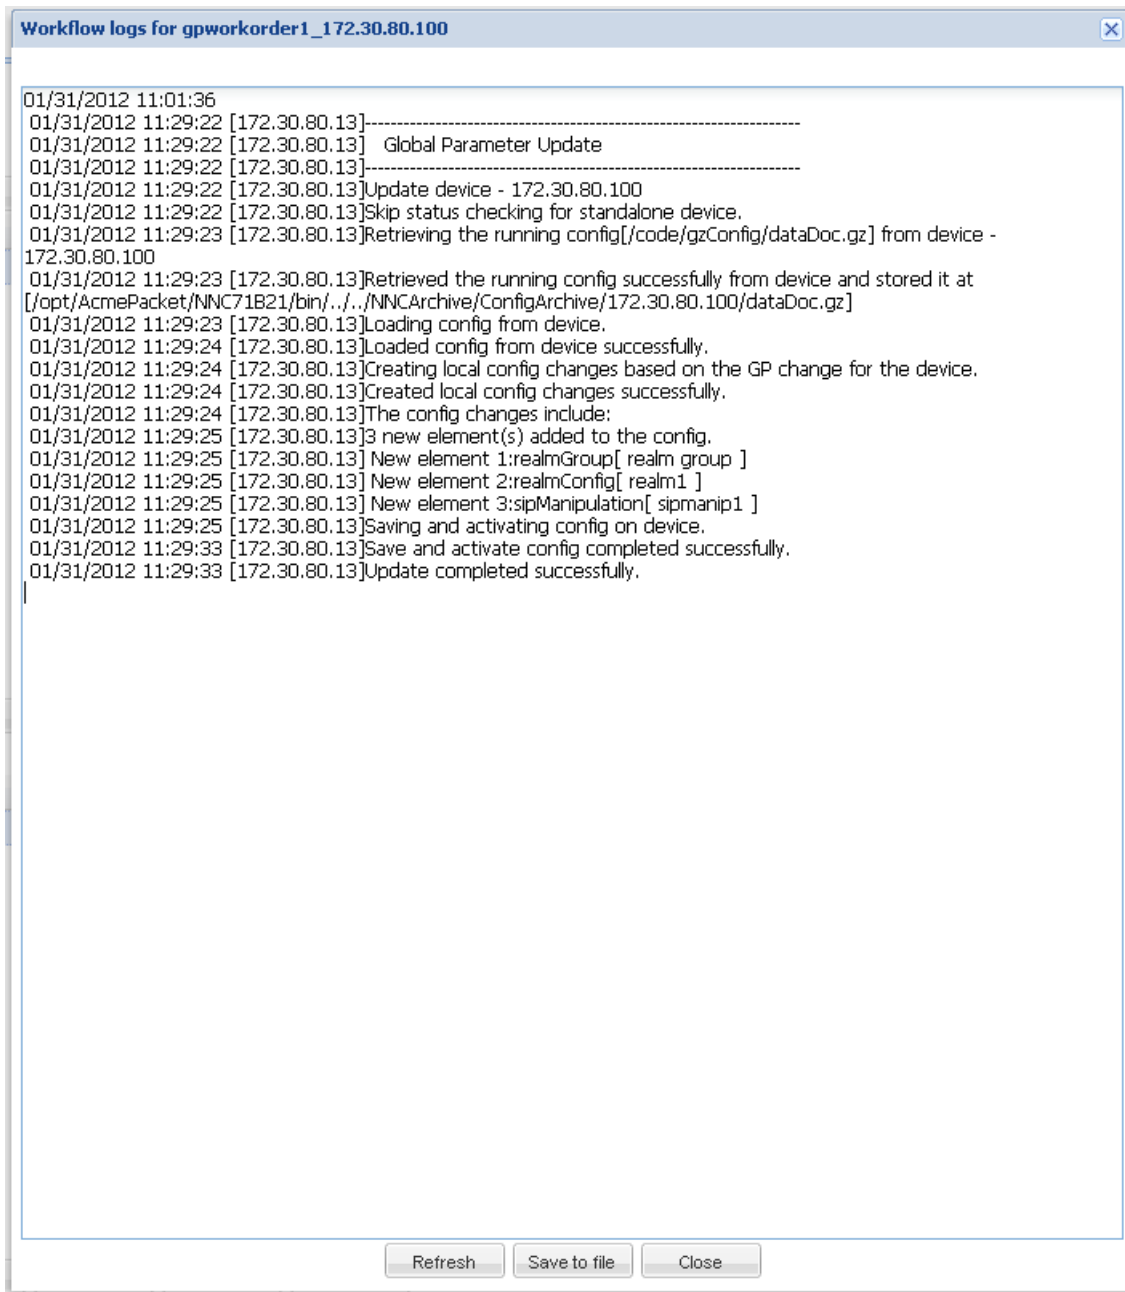 Workflow logs for gpworkorder1_172.30.80.100
01/31/2012 11:01:36
01/31/2012 11:29:22 [172.30.80.13]--------------------------------------------------------------------
01/31/2012 11:29:22 [172.30.80.13]   Global Parameter Update
01/31/2012 11:29:22 [172.30.80.13]--------------------------------------------------------------------
01/31/2012 11:29:22 [172.30.80.13]Update device - 172.30.80.100
01/31/2012 11:29:22 [172.30.80.13]Skip status checking for standalone device.
01/31/2012 11:29:23 [172.30.80.13]Retrieving the running config[/code/gzConfig/dataDoc.gz] from device -
172.30.80.100
01/31/2012 11:29:23 [172.30.80.13]Retrieved the running config successfully from device and stored it at
[/opt/AcmePacket/NNC71B21/bin/../../NNCArchive/ConfigArchive/172.30.80.100/dataDoc.gz]
01/31/2012 11:29:23 [172.30.80.13]Loading config from device.
01/31/2012 11:29:24 [172.30.80.13]Loaded config from device successfully.
01/31/2012 11:29:24 [172.30.80.13]Creating local config changes based on the GP change for the device.
01/31/2012 11:29:24 [172.30.80.13]Created local config changes successfully.
01/31/2012 11:29:24 [172.30.80.13]The config changes include:
01/31/2012 11:29:25 [172.30.80.13]3 new element(s) added to the config.
01/31/2012 11:29:25 [172.30.80.13] New element 1:realmGroup[ realm group ]
01/31/2012 11:29:25 [172.30.80.13] New element 2:realmConfig[ realm1 ]
01/31/2012 11:29:25 [172.30.80.13] New element 3:sipManipulation[ sipmanip1 ]
01/31/2012 11:29:25 [172.30.80.13]Saving and activating config on device.
01/31/2012 11:29:33 [172.30.80.13]Save and activate config completed successfully.
01/31/2012 11:29:33 [172.30.80.13]Update completed successfully.
Refresh Save to file Close